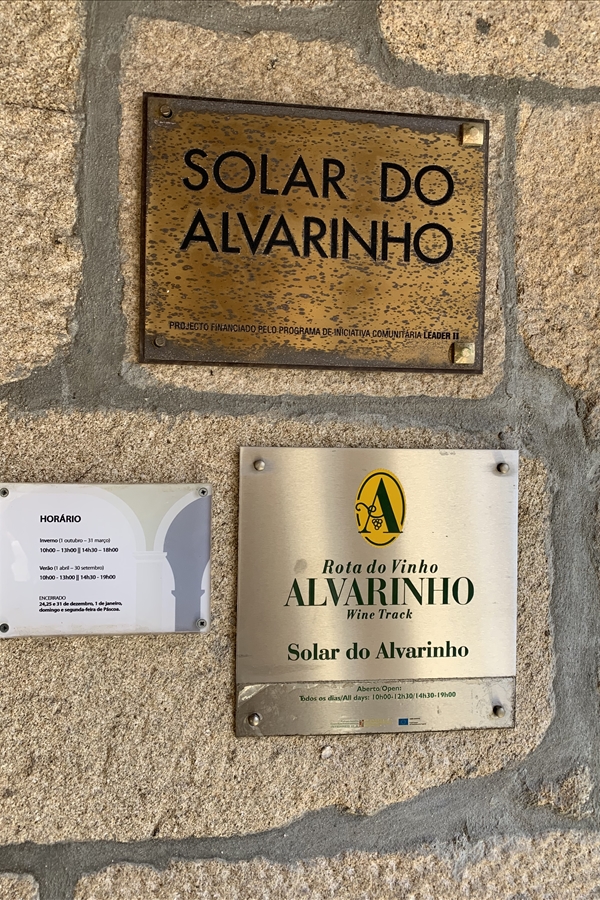 SOLAR DO
ALVARINHO
PROJECTO FINANCIADO PELO PROGRAMA DE INICIATIVA COMUNITÁRIA LEADER II
HORÁRIO
Inverno (1 outubro – 31 março)
10h00 – 13h00 || 14h30 – 18h00
Verão (1 abril – 30 setembro)
10h00 - 13h00 || 14h30 - 19h00
ENCERRADO
24,25 e 31 de dezembro, 1 de janeiro,
domingo e segunda-feira de Páscoa.
A
Rota do Vinho
ALVARINHO
Wine Track
Solar do Alvarinho
Aberto/Open:
Todos os dias/All days: 10h00-12h30/14h30-19h00